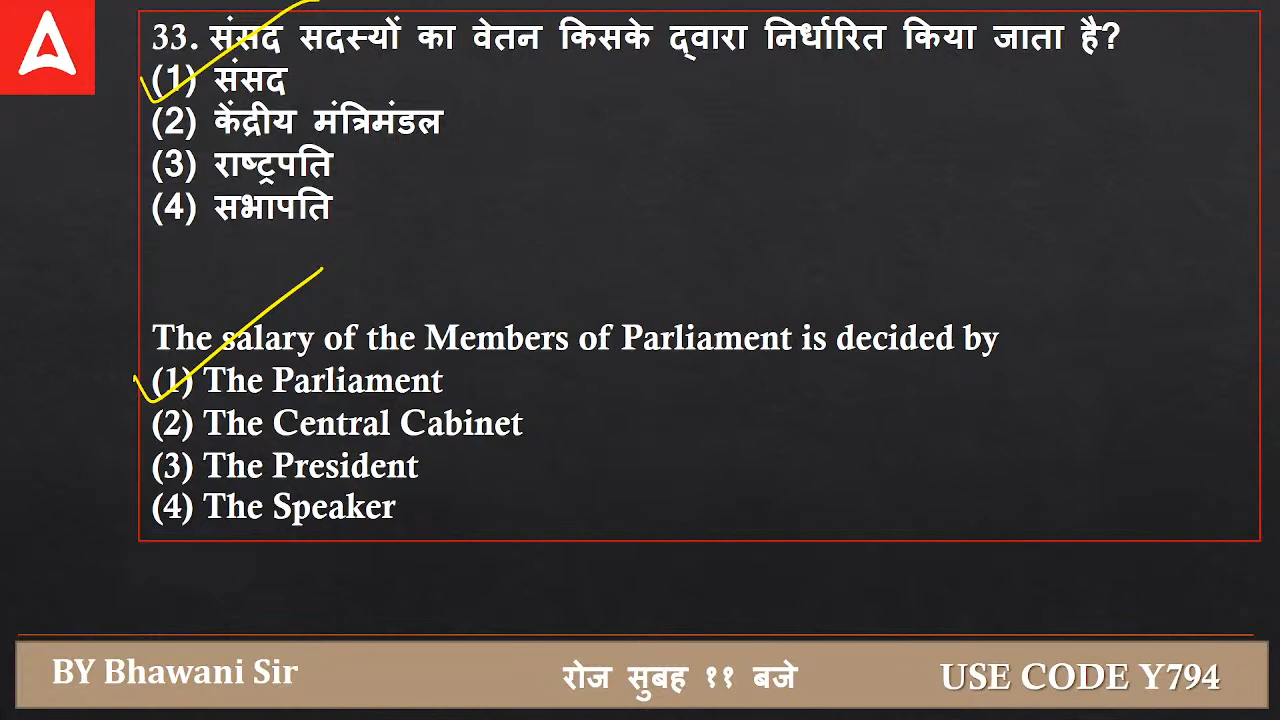 33. संसद सदस्यों का वेतन किसके द्वारा निर्धारित किया जाता है?
(1) संसद
(2) केंद्रीय मंत्रिमंडल
(3) राष्ट्रपति
(4) सभापति
The salary of the Members of Parliament is decided by
(1) The Parliament
(2) The Central Cabinet
(3) The President
(4) The Speaker
BY Bhawani Sir
रोज सुबह ११ बजे
USE CODE Y794